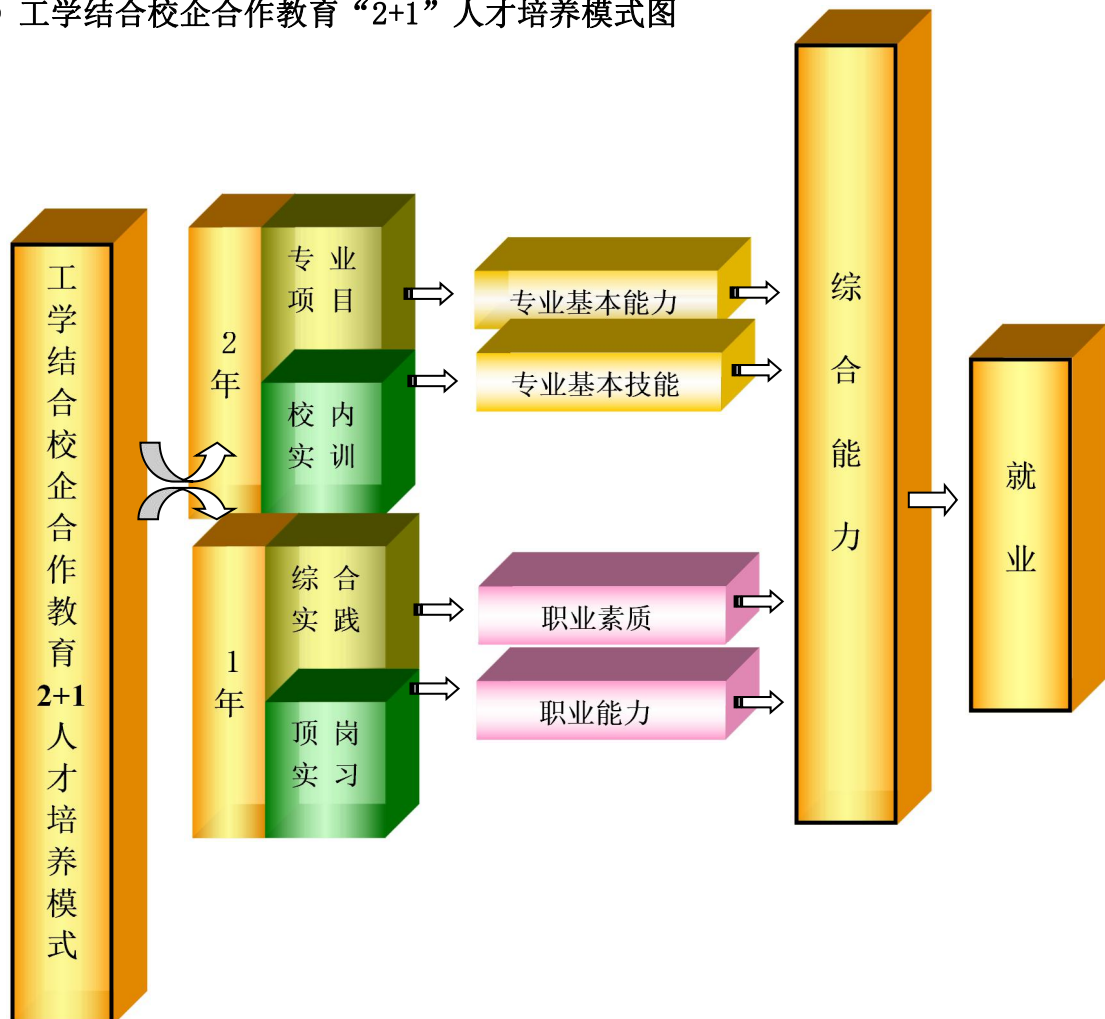 工学结合校企合作教育“2+1”人才培养模式图
工学结合校企合作教育2+1人才培养模式
2年
专业
项目
校内
实训
专业基本能力
专业基本技能
1年
综合
实践
顶岗
实习
职业素质
职业能力
综合能力
就业